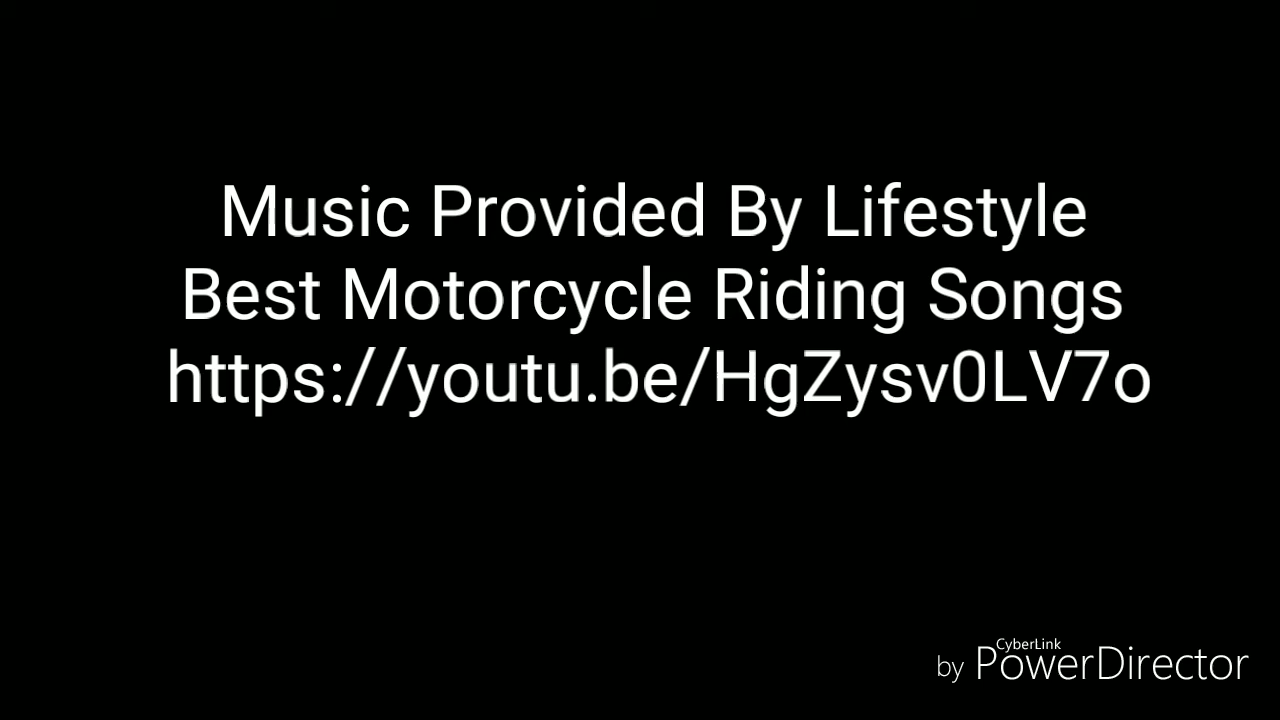 Music Provided By Lifestyle
Best Motorcycle Riding Songs
https://youtu.be/HgZysv0LV7o
CyberLink
by PowerDirector